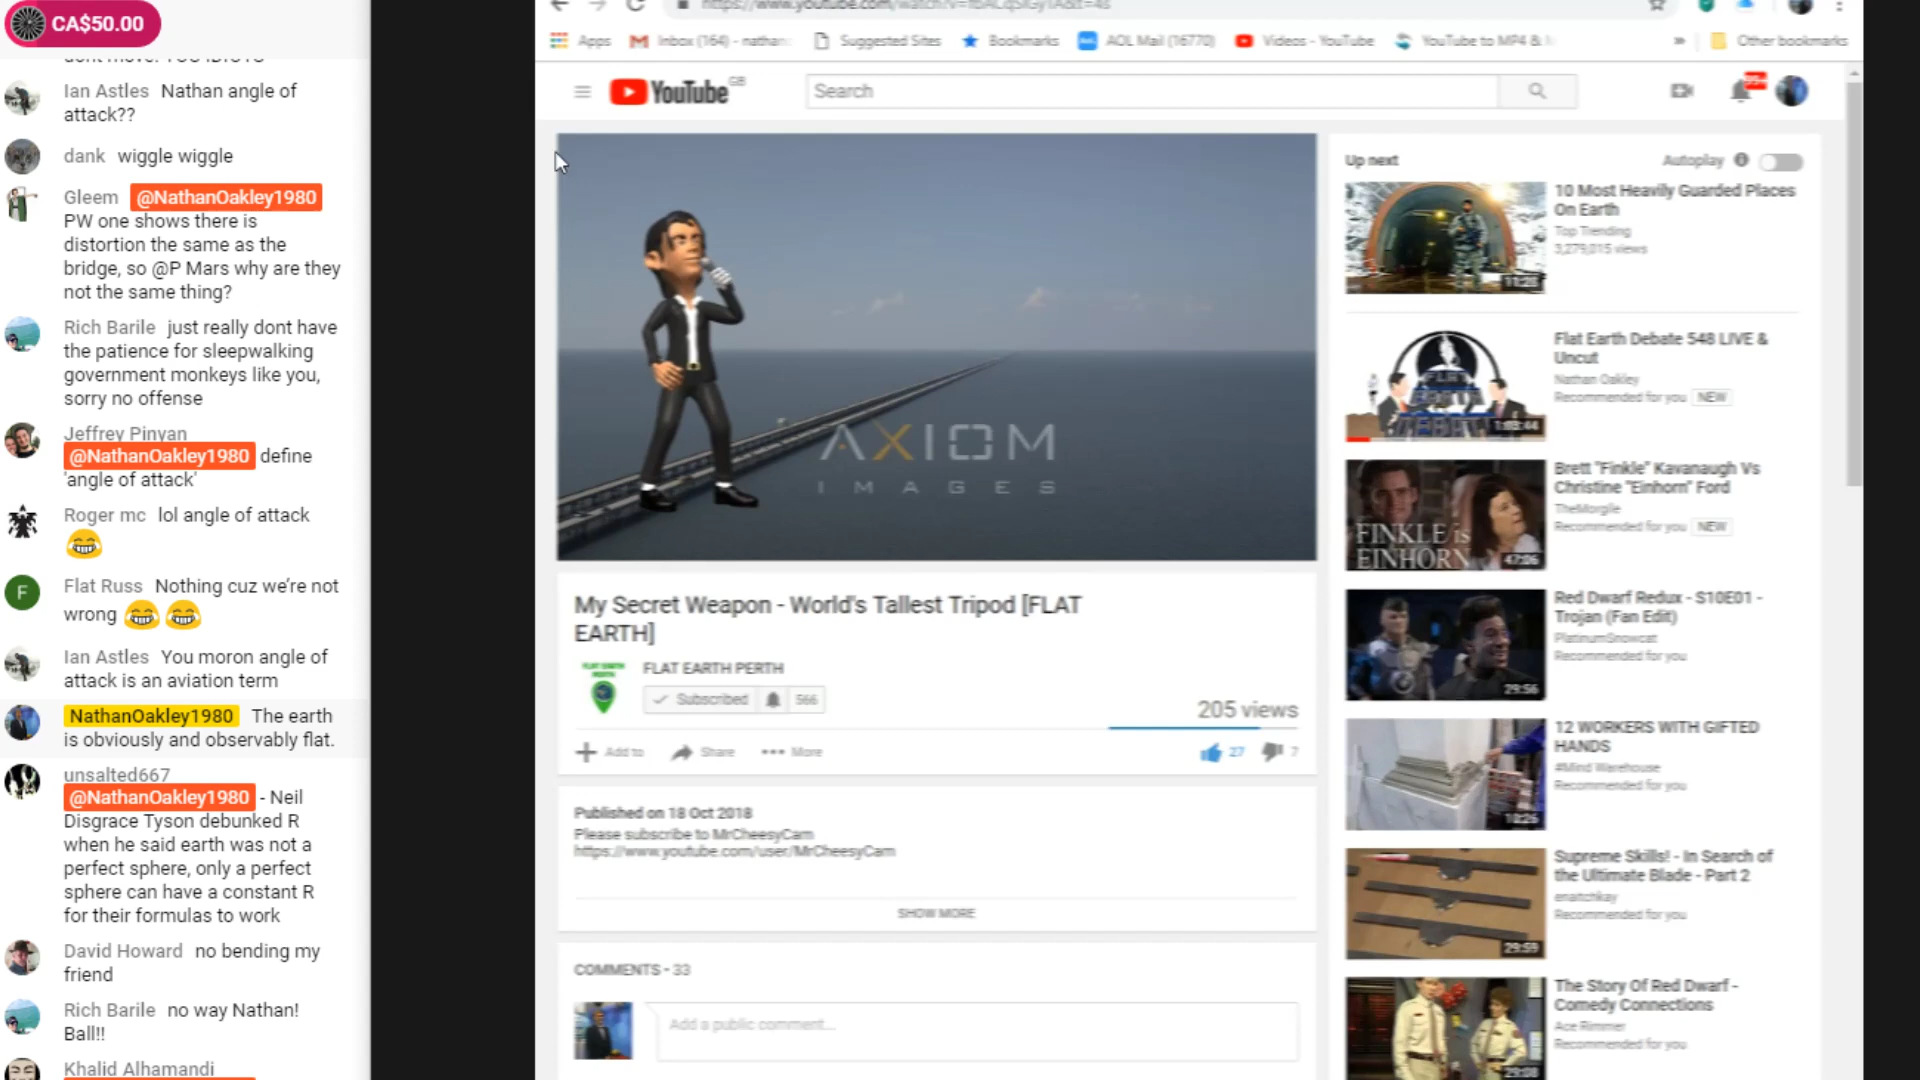 CA$50.00
Ian Astles Nathan angle of
attack??
dank wiggle wiggle
Gleem @NathanOakley1980
PW one shows there is
distortion the same as the
bridge, so @P Mars why are they
not the same thing?
Rich Barile just really dont have
the patience for sleepwalking
government monkeys like you,
sorry no offense
Jeffrey Pinyan
@NathanOakley1980 define
'angle of attack'
Roger mc lol angle of attack
F
Flat Russ Nothing cuz we're not
wrong
Ian Astles You moron angle of
attack is an aviation term
NathanOakley1980 The earth
is obviously and observably flat.
unsalted667
@NathanOakley1980 - Neil
Disgrace Tyson debunked R
when he said earth was not a
perfect sphere, only a perfect
sphere can have a constant R
for their formulas to work
David Howard no bending my
friend
Rich Barile no way Nathan!
Ball!!
Khalid Alhamandi
Apps
Inbox (164) - nathan
Suggested Sites
Bookmarks
AOL Mail (16770)
Videos - YouTube
YouTube to MP4 &
Other bookmarks
YouTube GB
Search
AXIOM
IMAGES
My Secret Weapon - World's Tallest Tripod [FLAT
EARTH]
FLAT EARTH PERTH
Subscribed 566
205 views
Add to
Share
More
27
7
Published on 18 Oct 2018
Please subscribe to MrCheesyCam
https://www.youtube.com/user/MrCheesyCam
SHOW MORE
COMMENTS - 33
Add a public comment...
Up next
Autoplay
10 Most Heavily Guarded Places
On Earth
Top Trending
3,279,015 views
11:28
Flat Earth Debate 548 LIVE &
Uncut
Nathan Oakley
Recommended for you NEW
1:03:44
Brett "Finkle" Kavanaugh Vs
Christine "Einhorn" Ford
TheMorgile
Recommended for you NEW
FINKLE is
EINHORN
47:06
Red Dwarf Redux - S10E01 -
Trojan (Fan Edit)
PlatinumSnowcat
Recommended for you
29:56
12 WORKERS WITH GIFTED
HANDS
#Mind Warehouse
Recommended for you
10:26
Supreme Skills! - In Search of
the Ultimate Blade - Part 2
Recommended for you
29:59
The Story Of Red Dwarf -
Comedy Connections
Ace Rimmer
Recommended for you
29:08